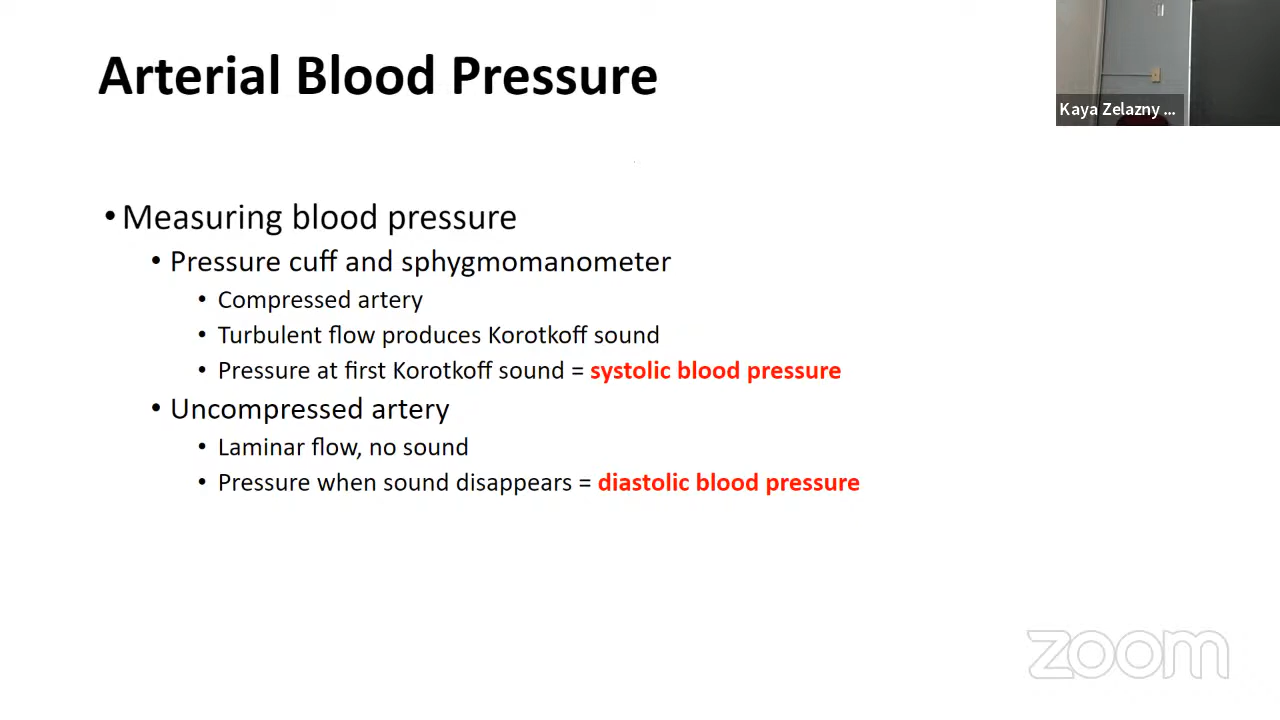 Arterial Blood Pressure
Kaya Zelazny ...
• Measuring blood pressure
• Pressure cuff and sphygmomanometer
• Compressed artery
• Turbulent flow produces Korotkoff sound
• Pressure at first Korotkoff sound = systolic blood pressure
• Uncompressed artery
• Laminar flow, no sound
• Pressure when sound disappears = diastolic blood pressure
zoom